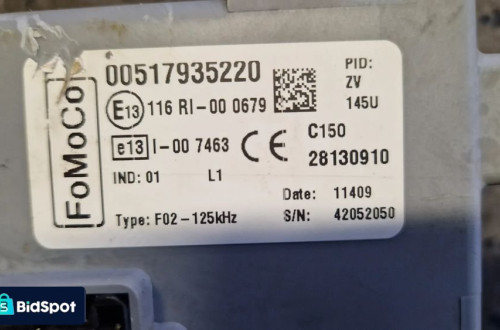 FoMoCo
00517935220
E13 116 RI-00 0679
e13 I-00 7463
CE
IND: 01 L1
Type: F02-125kHz
PID:
ZV
145U
C150
28130910
Date: 11409
S/N: 42052050
BidSpot